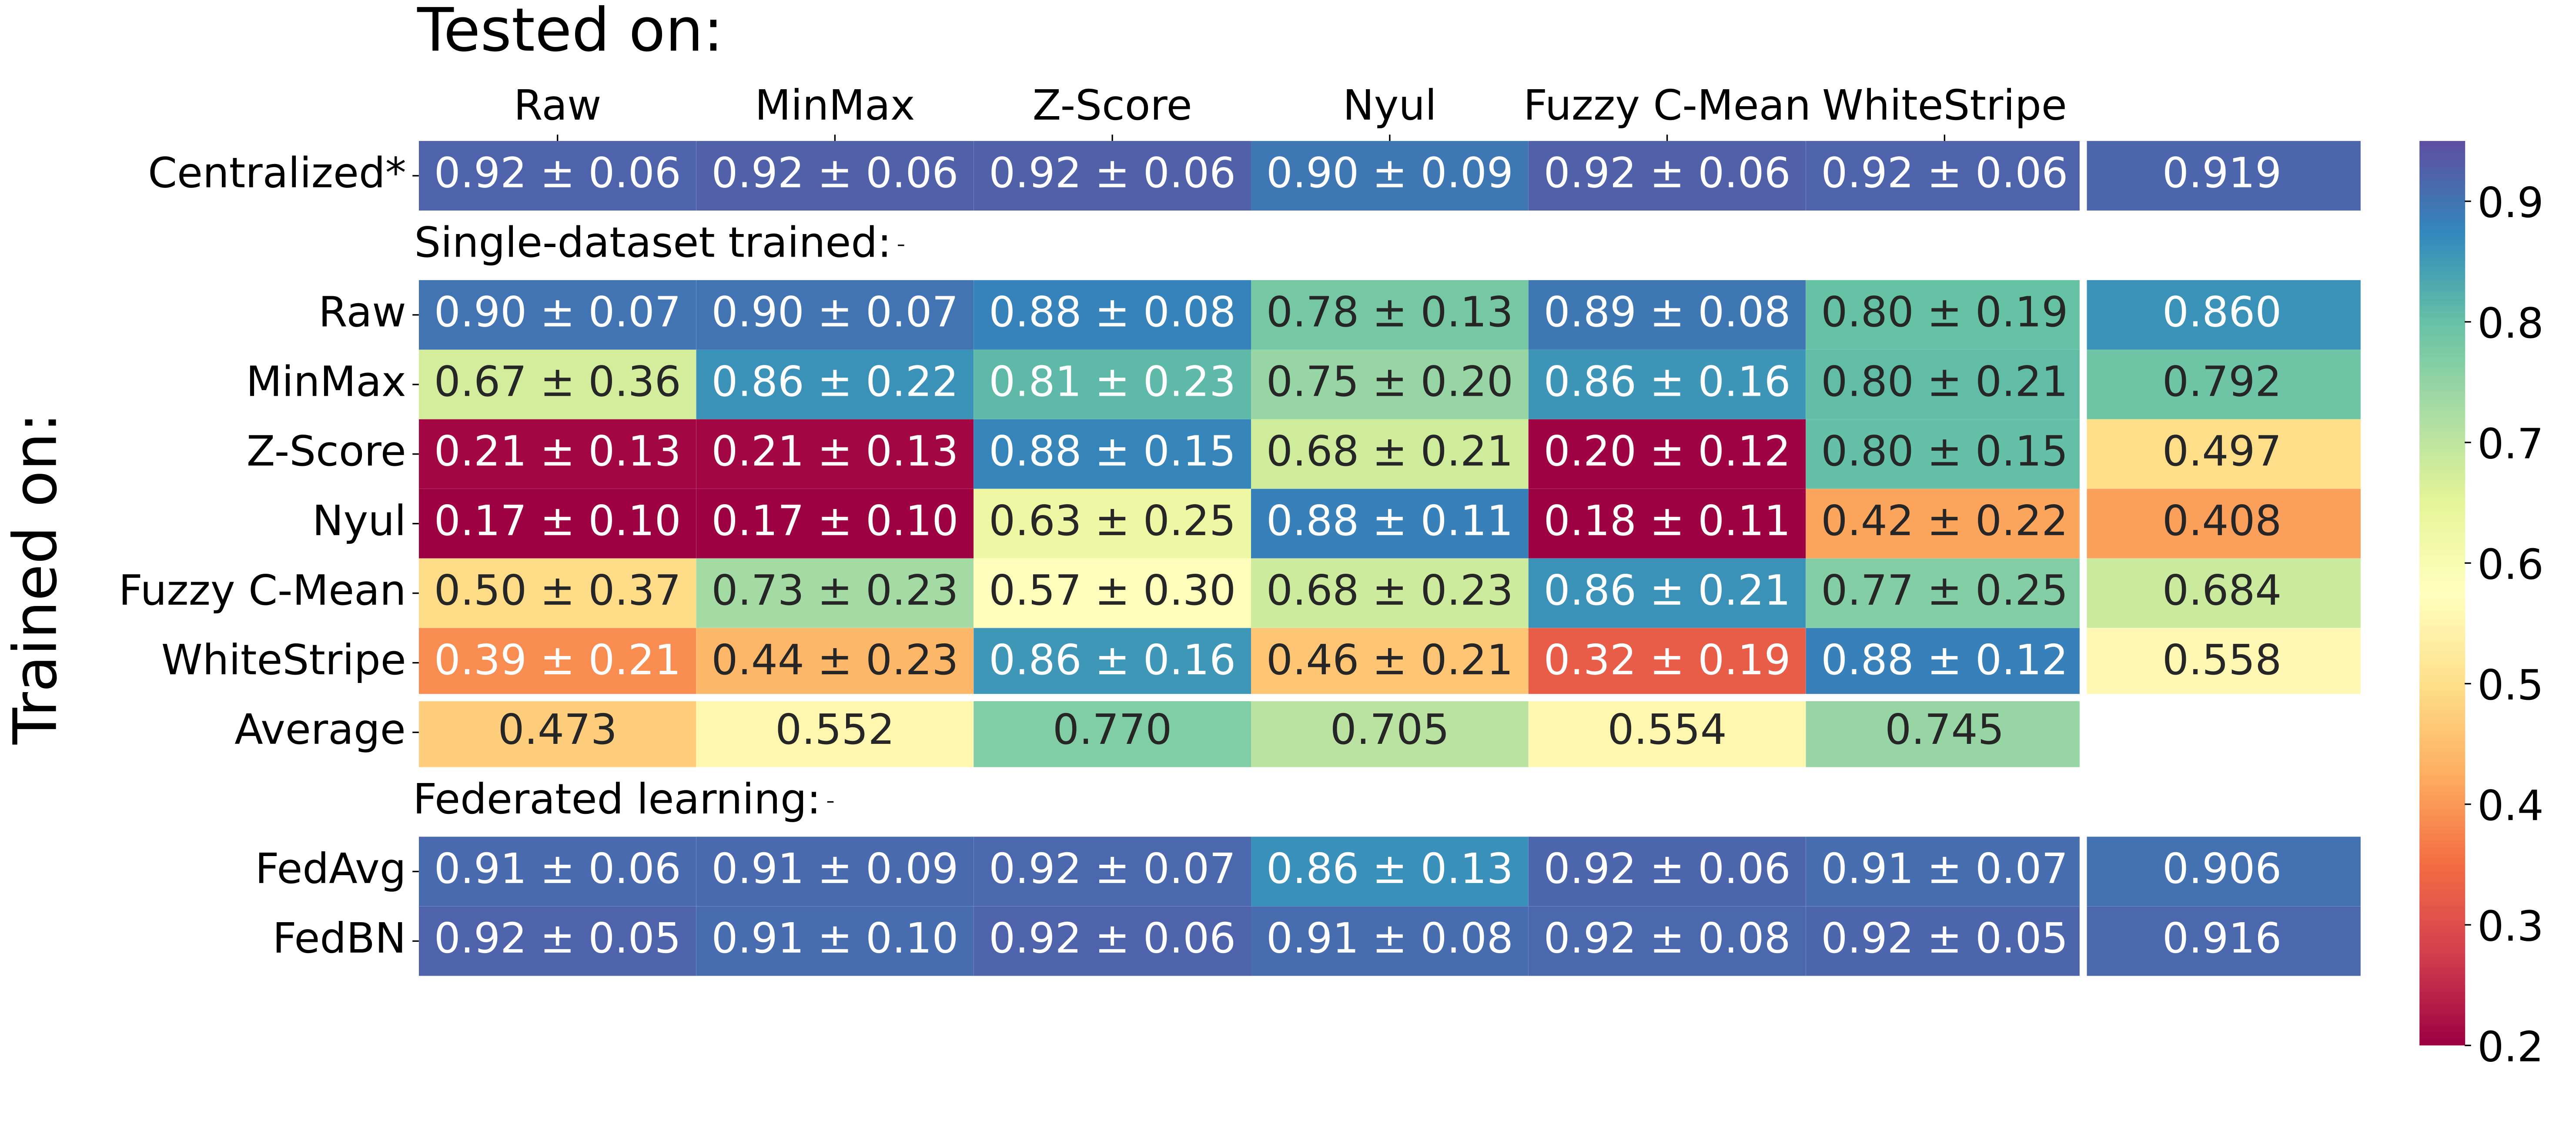 Tested on:
Raw MinMax Z-Score Nyul Fuzzy C-Mean WhiteStripe
Centralized* 0.92 ± 0.06 0.92 ± 0.06 0.92 ± 0.06 0.90 ± 0.09 0.92 ± 0.06 0.92 ± 0.06 0.919
Single-dataset trained:
Trained on:
Raw 0.90 ± 0.07 0.90 ± 0.07 0.88 ± 0.08 0.78 ± 0.13 0.89 ± 0.08 0.80 ± 0.19 0.860
MinMax 0.67 ± 0.36 0.86 ± 0.22 0.81 ± 0.23 0.75 ± 0.20 0.86 ± 0.16 0.80 ± 0.21 0.792
Z-Score 0.21 ± 0.13 0.21 ± 0.13 0.88 ± 0.15 0.68 ± 0.21 0.20 ± 0.12 0.80 ± 0.15 0.497
Nyul 0.17 ± 0.10 0.17 ± 0.10 0.63 ± 0.25 0.88 ± 0.11 0.18 ± 0.11 0.42 ± 0.22 0.408
Fuzzy C-Mean 0.50 ± 0.37 0.73 ± 0.23 0.57 ± 0.30 0.68 ± 0.23 0.86 ± 0.21 0.77 ± 0.25 0.684
WhiteStripe 0.39 ± 0.21 0.44 ± 0.23 0.86 ± 0.16 0.46 ± 0.21 0.32 ± 0.19 0.88 ± 0.12 0.558
Average 0.473 0.552 0.770 0.705 0.554 0.745
Federated learning:
FedAvg 0.91 ± 0.06 0.91 ± 0.09 0.92 ± 0.07 0.86 ± 0.13 0.92 ± 0.06 0.91 ± 0.07 0.906
FedBN 0.92 ± 0.05 0.91 ± 0.10 0.92 ± 0.06 0.91 ± 0.08 0.92 ± 0.08 0.92 ± 0.05 0.916
0.9
0.8
0.7
0.6
0.5
0.4
0.3
0.2